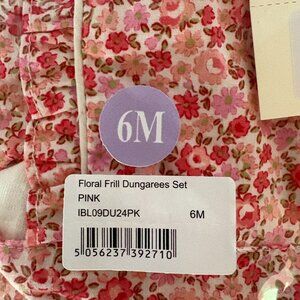 6M
Floral Frill Dungarees Set
PINK
IBL09DU24PK 6M
5 056237 392710